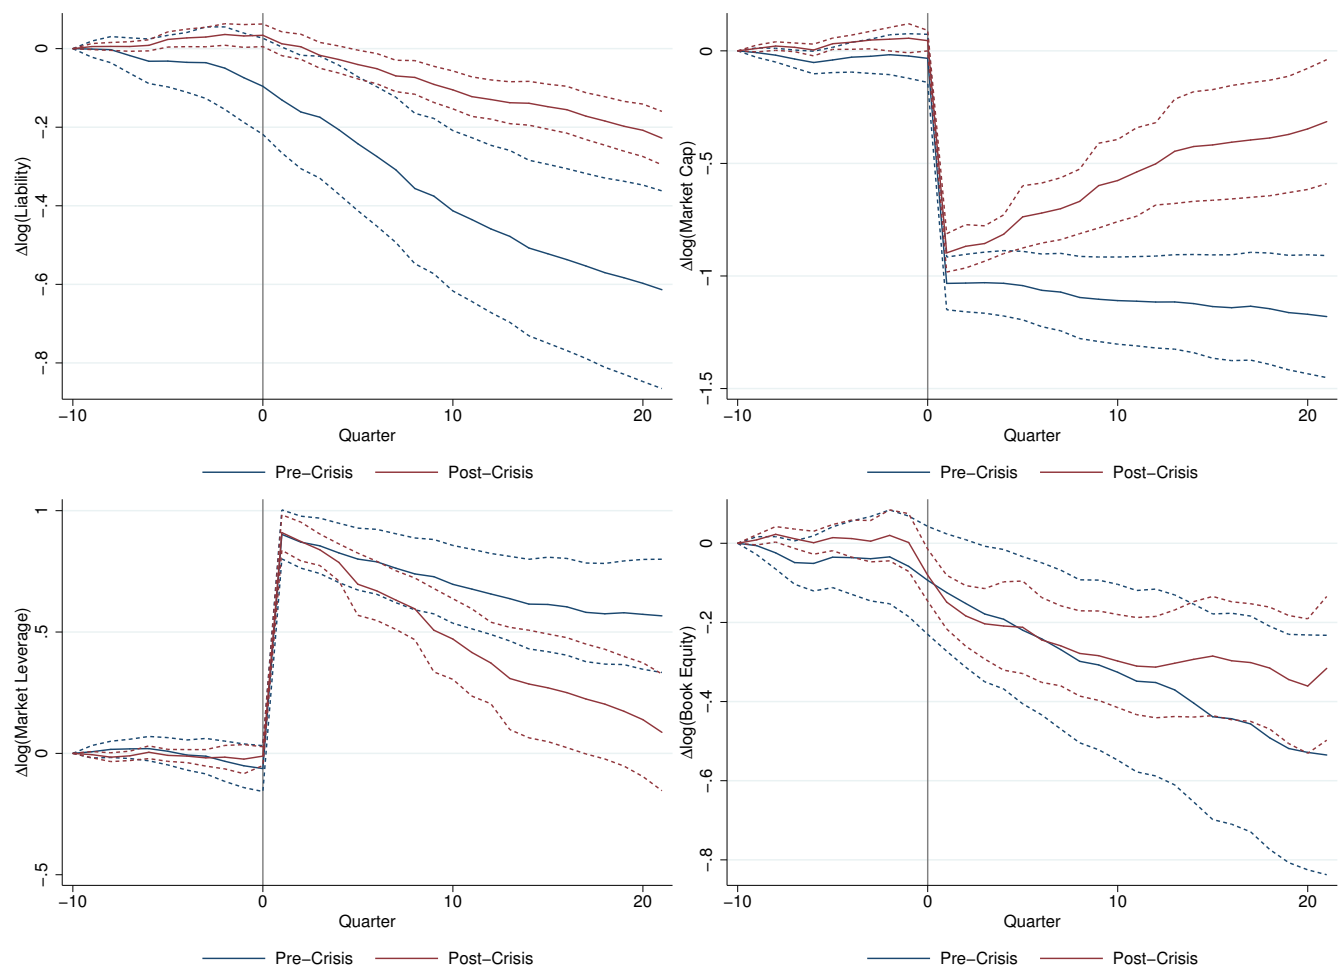 Δlog(Liability)
0
-.2
-.4
-.6
-.8
-10
0
10
20
Quarter
Pre-Crisis
Post-Crisis
Δlog(Market Cap)
0
-.5
-1
-1.5
-10
0
10
20
Quarter
Pre-Crisis
Post-Crisis
Δlog(Market Leverage)
1
.5
0
-.5
-10
0
10
20
Quarter
Pre-Crisis
Post-Crisis
Δlog(Book Equity)
0
-.2
-.4
-.6
-.8
-10
0
10
20
Quarter
Pre-Crisis
Post-Crisis